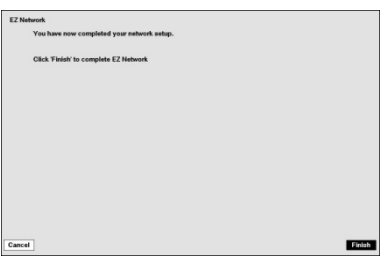 EZ Network
You have now completed your network setup.
Click 'Finish' to complete EZ Network
Cancel
Finish